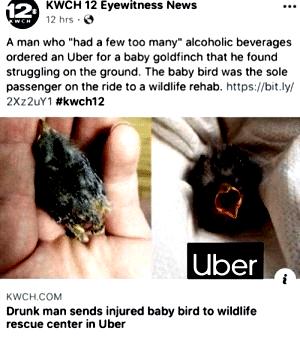 12
KWCH
KWCH 12 Eyewitness News
12 hrs ·
A man who "had a few too many" alcoholic beverages
ordered an Uber for a baby goldfinch that he found
struggling on the ground. The baby bird was the sole
passenger on the ride to a wildlife rehab. https://bit.ly/
2Xz2uY1 #kwch12
Uber
i
KWCH.COM
Drunk man sends injured baby bird to wildlife
rescue center in Uber